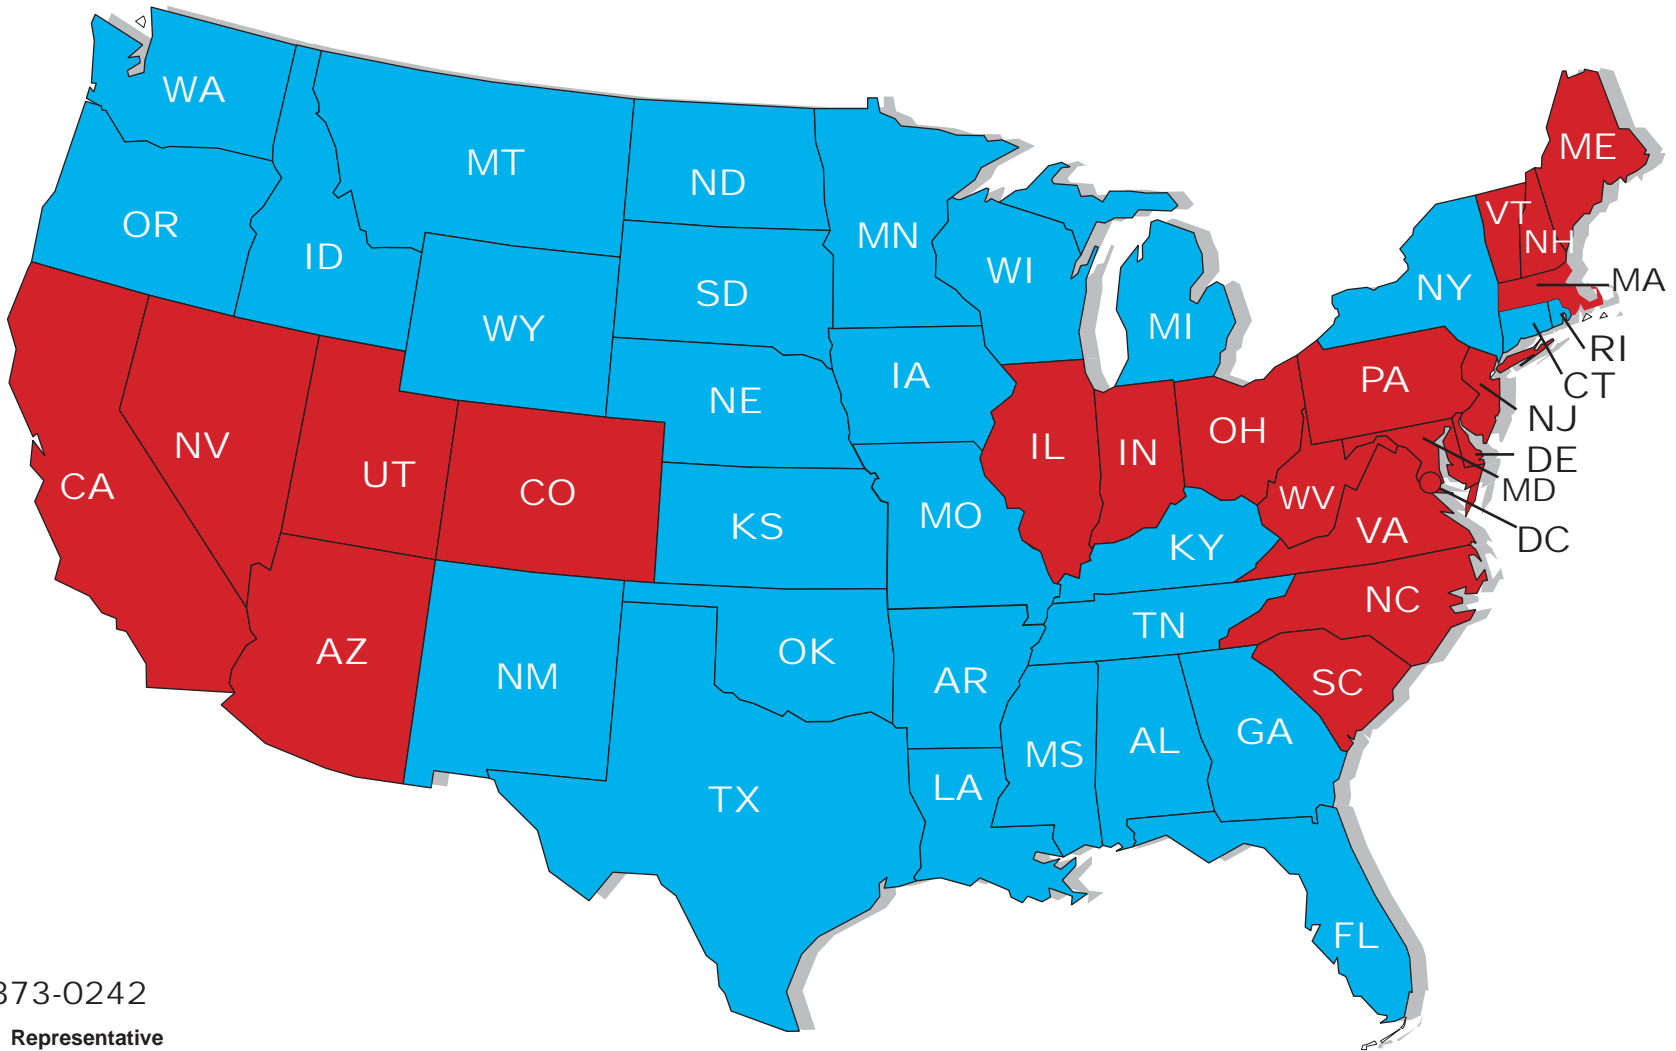 WA
ME
MT
ND
VT
OR
MN
NH
ID
WI
MA
SD
NY
WY
MI
RI
IA
PA
CT
NE
NJ
OH
NV
IL
IN
DE
UT
CA
CO
WV
MD
MO
KS
VA
DC
KY
NC
TN
AZ
OK
NM
AR
SC
GA
AL
MS
LA
TX
FL
373-0242
Representative